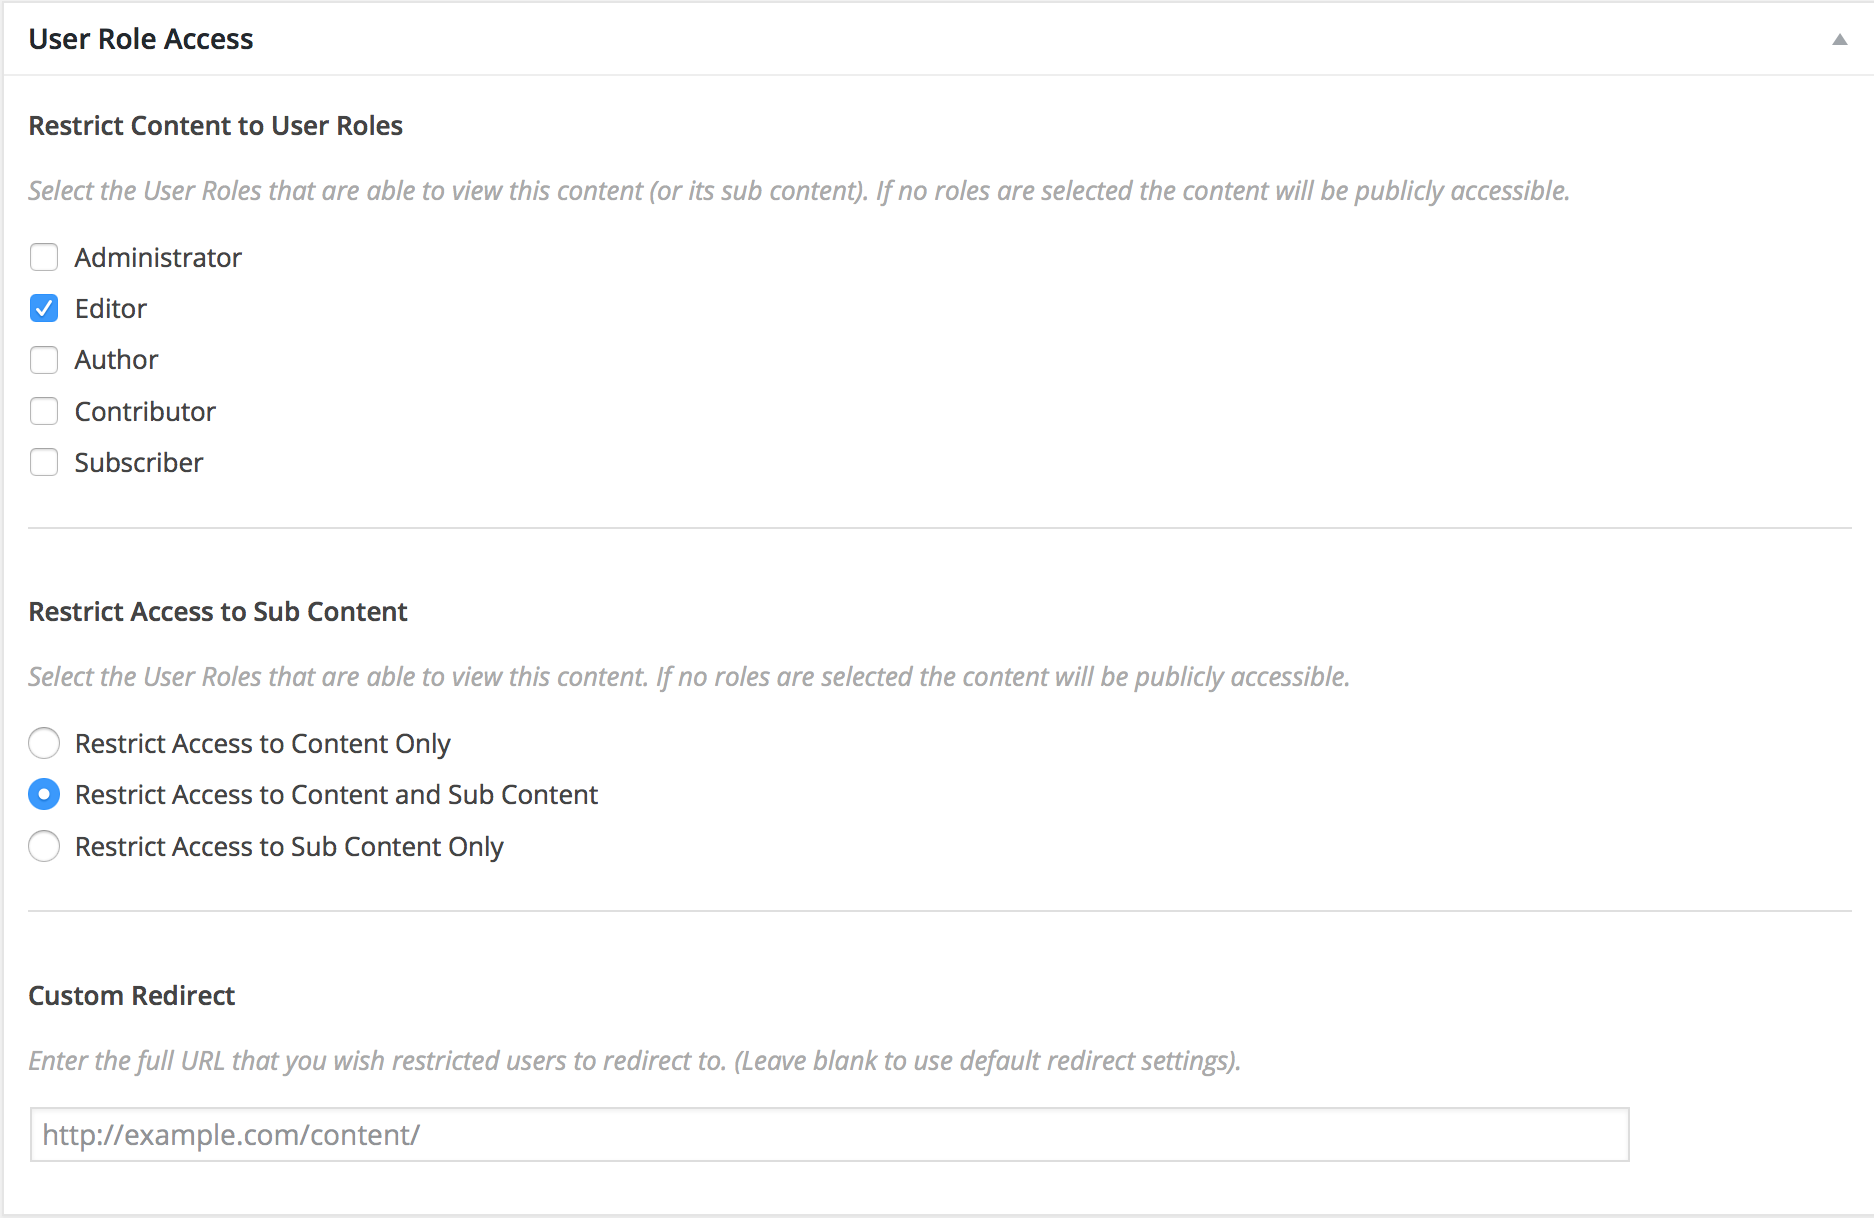 User Role Access
Restrict Content to User Roles
Select the User Roles that are able to view this content (or its sub content). If no roles are selected the content will be publicly accessible.
Administrator
Editor
Author
Contributor
Subscriber
Restrict Access to Sub Content
Select the User Roles that are able to view this content. If no roles are selected the content will be publicly accessible.
Restrict Access to Content Only
Restrict Access to Content and Sub Content
Restrict Access to Sub Content Only
Custom Redirect
Enter the full URL that you wish restricted users to redirect to. (Leave blank to use default redirect settings).
http://example.com/content/